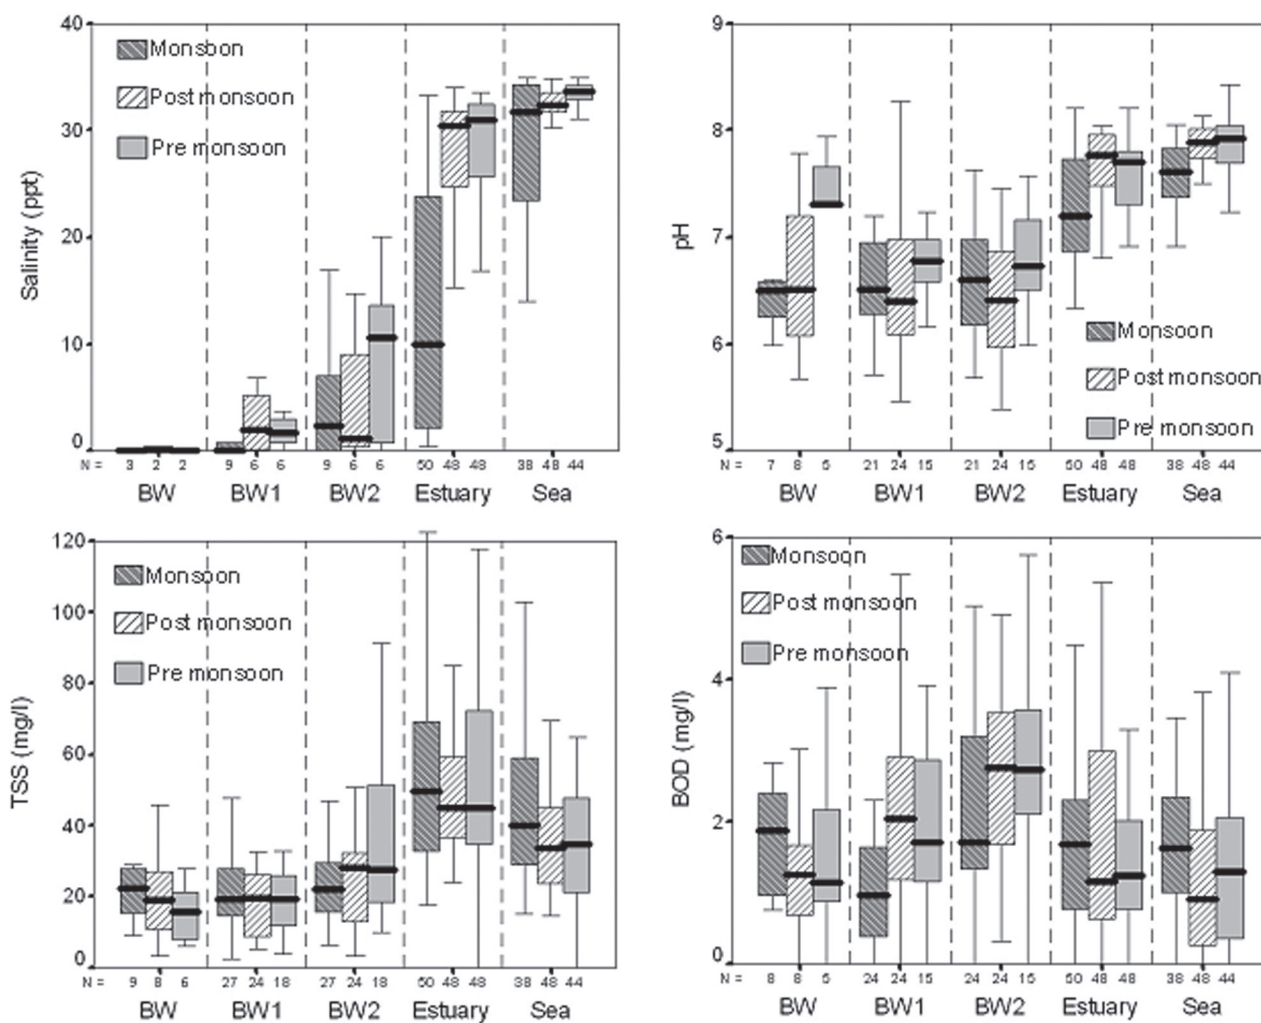 Salinity (ppt)
40
30
20
10
0
Monsoon
Post monsoon
Pre monsoon
N = 3 2 2 9 6 6 9 6 6 50 48 48 38 48 44
BW BW1 BW2 Estuary Sea
pH
9
8
7
6
5
Monsoon
Post monsoon
Pre monsoon
N = 7 8 5 21 24 15 21 24 15 50 48 48 38 48 44
BW BW1 BW2 Estuary Sea
TSS (mg/l)
120
100
80
60
40
20
0
Monsoon
Post monsoon
Pre monsoon
N = 9 8 6 27 24 18 27 24 18 50 48 48 38 48 44
BW BW1 BW2 Estuary Sea
BOD (mg/l)
6
4
2
0
Monsoon
Post monsoon
Pre monsoon
N = 8 8 5 24 24 15 24 24 15 50 48 48 38 48 44
BW BW1 BW2 Estuary Sea